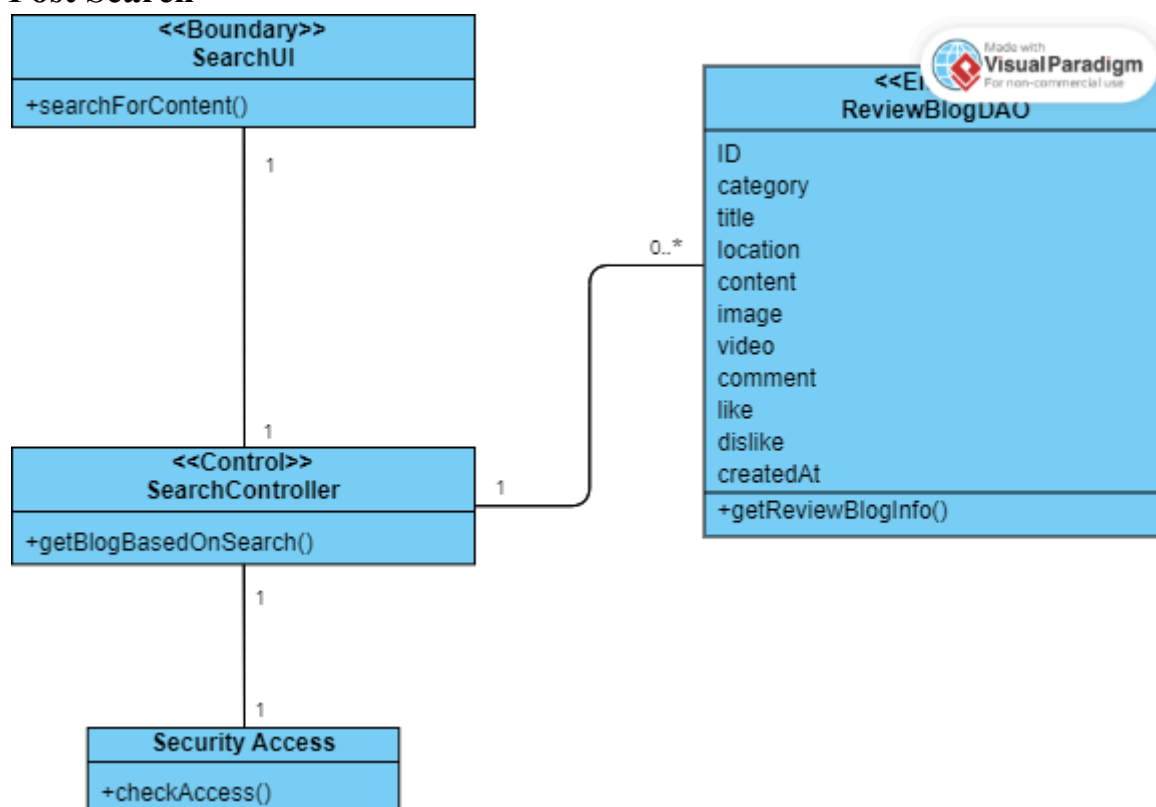 Post Search
<<Boundary>>
SearchUI
+searchForContent()
1
1
<<Control>>
SearchController
+getBlogBasedOnSearch()
1
1
Security Access
+checkAccess()
1
0..*
Made with
Visual Paradigm
For non-commercial use
ReviewBlogDAO
ID
category
title
location
content
image
video
comment
like
dislike
createdAt
+getReviewBlogInfo()